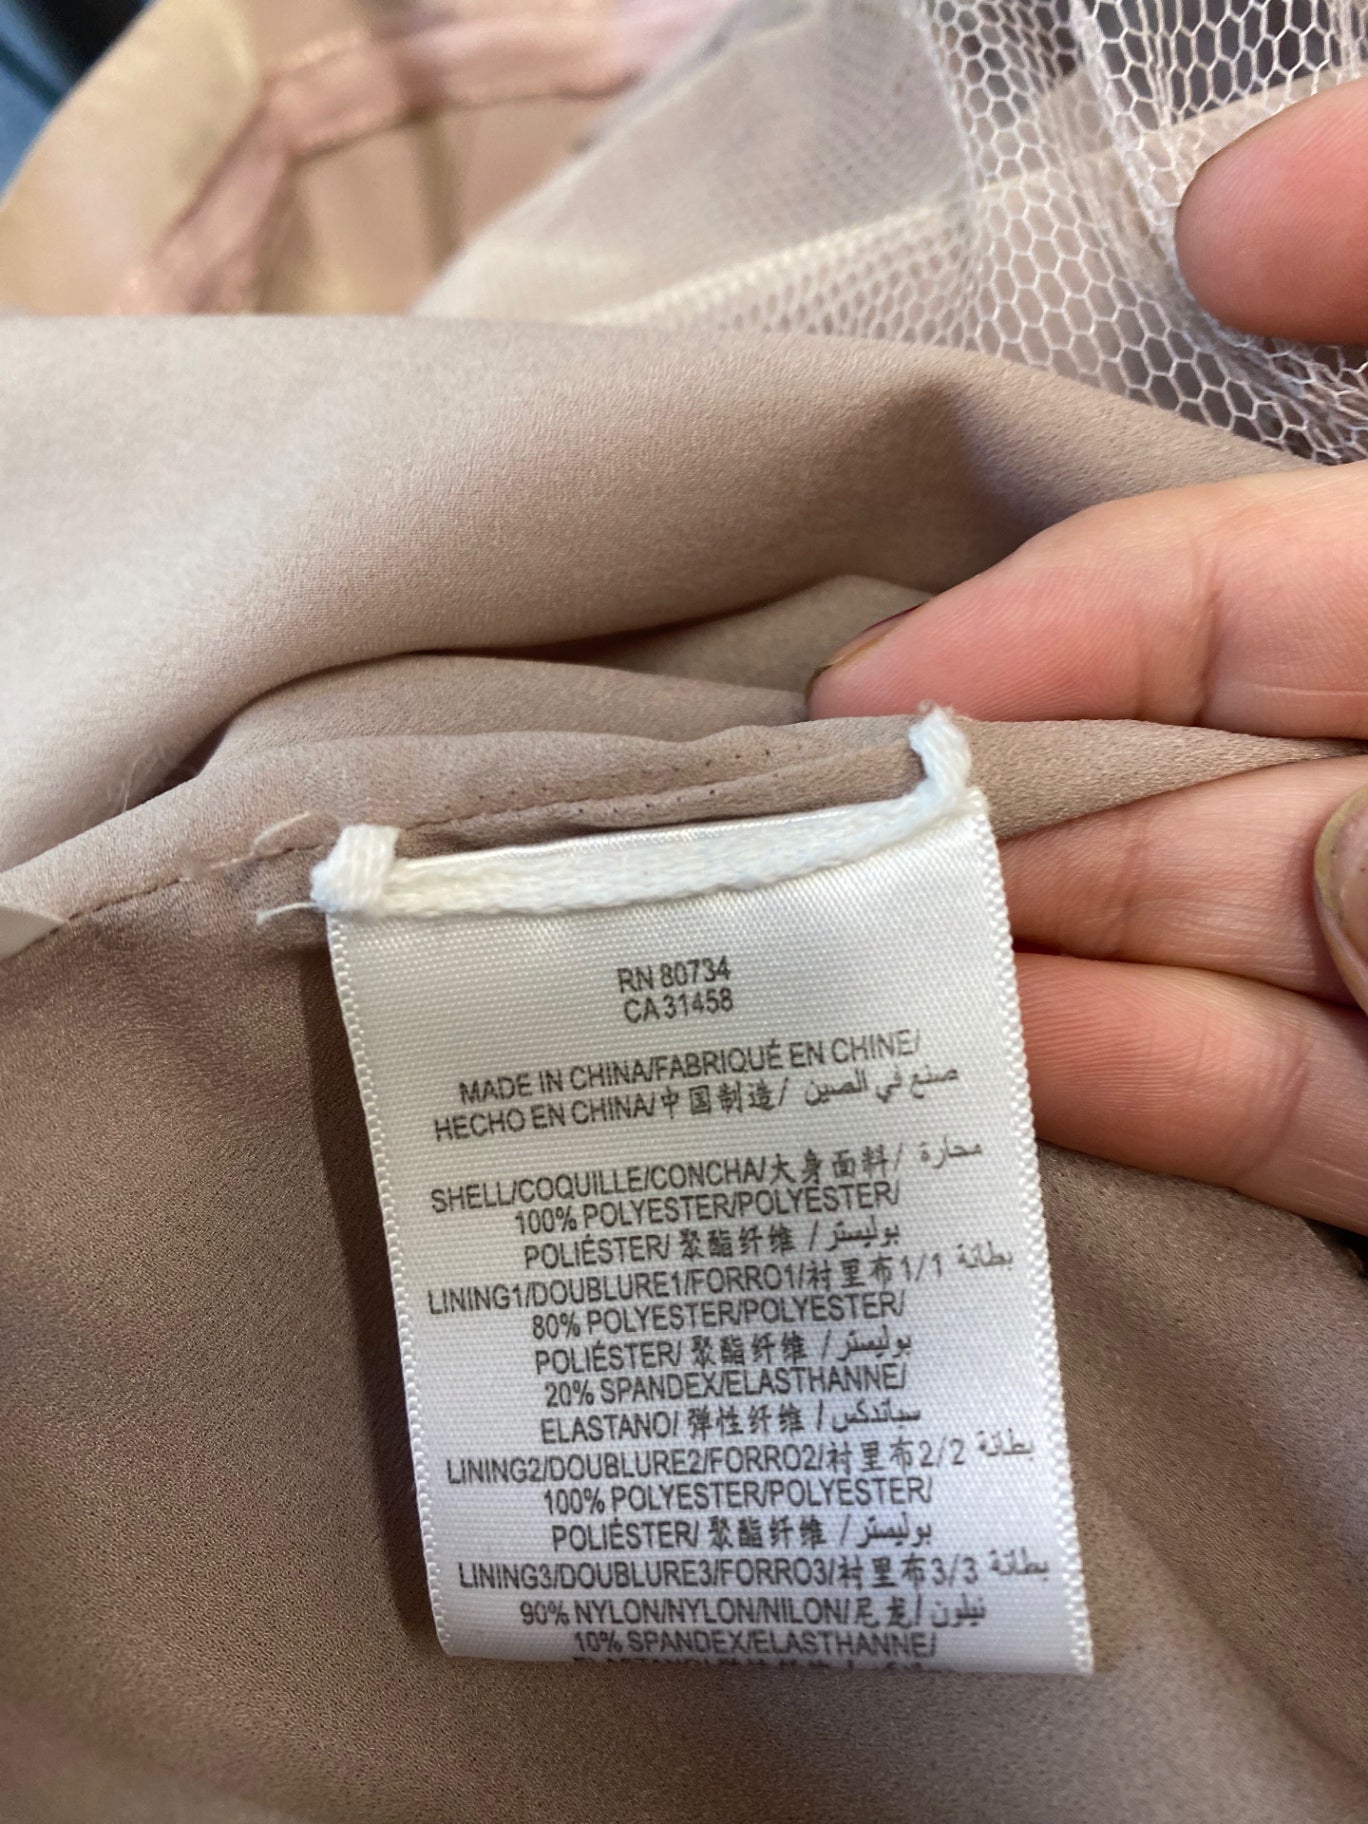 RN 80734
CA 31458
MADE IN CHINA/FABRIQUÉ EN CHINE/
HECHO EN CHINA/中国制造/ صنع في الصين
SHELL/COQUILLE/CONCHA/大身面料/ محارة
100% POLYESTER/POLYESTER/
POLIÉSTER/ 聚酯纤维 / بوليستر
LINING1/DOUBLURE1/FORRO1/衬里布1/1 بطانة
80% POLYESTER/POLYESTER/
POLIÉSTER/ 聚酯纤维 / بوليستر
20% SPANDEX/ELASTHANNE/
ELASTANO/ 弹性纤维 / سباندكس
LINING2/DOUBLURE2/FORRO2/衬里布2/2 بطانة
100% POLYESTER/POLYESTER/
POLIÉSTER/ 聚酯纤维 / بوليستر
LINING3/DOUBLURE3/FORRO3/衬里布3/3 بطانة
90% NYLON/NYLON/NILON/尼龙/ نيلون
10% SPANDEX/ELASTHANNE/